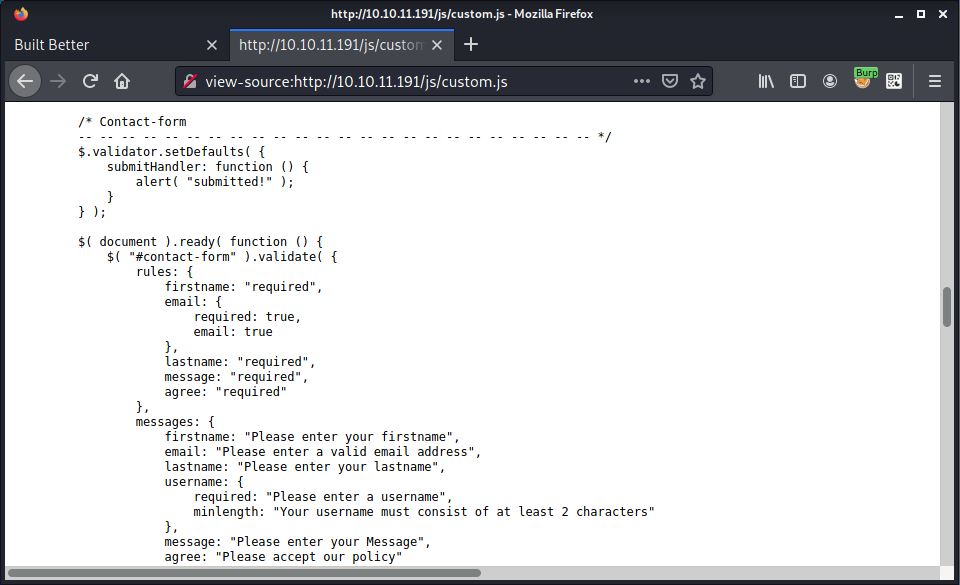 http://10.10.11.191/js/custom.js - Mozilla Firefox
Built Better
http://10.10.11.191/js/custom
view-source:http://10.10.11.191/js/custom.js
Burp
/* Contact-form
-- -- -- -- -- -- -- -- -- -- -- -- -- -- -- -- -- -- -- -- -- -- -- -- */
$.validator.setDefaults( {
    submitHandler: function () {
        alert( "submitted!" );
    }
} );
$( document ).ready( function () {
    $( "#contact-form" ).validate( {
        rules: {
            firstname: "required",
            email: {
                required: true,
                email: true
            },
            lastname: "required",
            message: "required",
            agree: "required"
        },
        messages: {
            firstname: "Please enter your firstname",
            email: "Please enter a valid email address",
            lastname: "Please enter your lastname",
            username: {
                required: "Please enter a username",
                minlength: "Your username must consist of at least 2 characters"
            },
            message: "Please enter your Message",
            agree: "Please accept our policy"